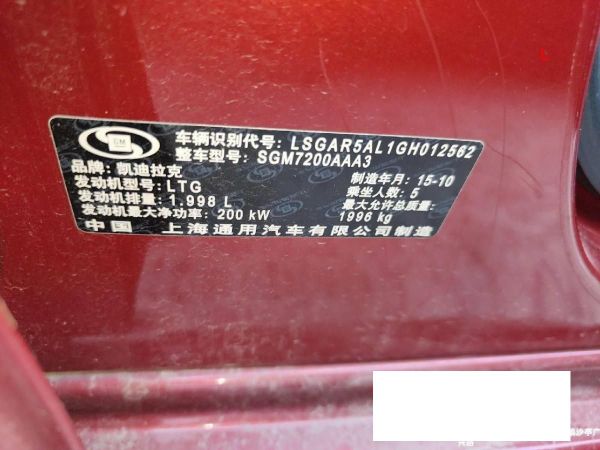 GM
车辆识别代号: LSGAR5AL1GH012562
整车型号: SGM7200AAA3
品牌: 凯迪拉克
制造年月: 15-10
发动机型号: LTG
乘坐人数: 5
发动机排量: 1.998 L
最大允许总质量:
发动机最大净功率: 200 kW
1996 kg
中国 上海通用汽车有限公司制造